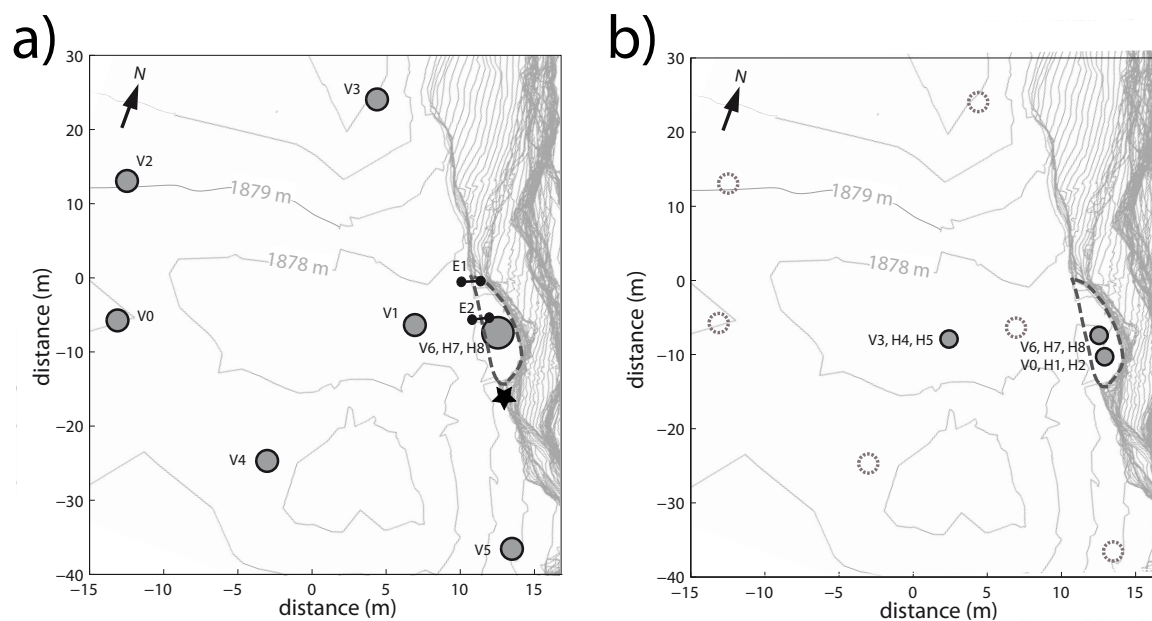 a)
30
20
10
0
−10
−20
−30
−40
−15
−10
−5
0
5
10
15
distance (m)
distance (m)
N
V3
V2
1879 m
1878 m
E1
E2
V0
V1
V6, H7, H8
V4
V5
b)
30
20
10
0
−10
−20
−30
−40
−15
−10
−5
0
5
10
15
distance (m)
distance (m)
N
1879 m
1878 m
V3, H4, H5
V6, H7, H8
V0, H1, H2